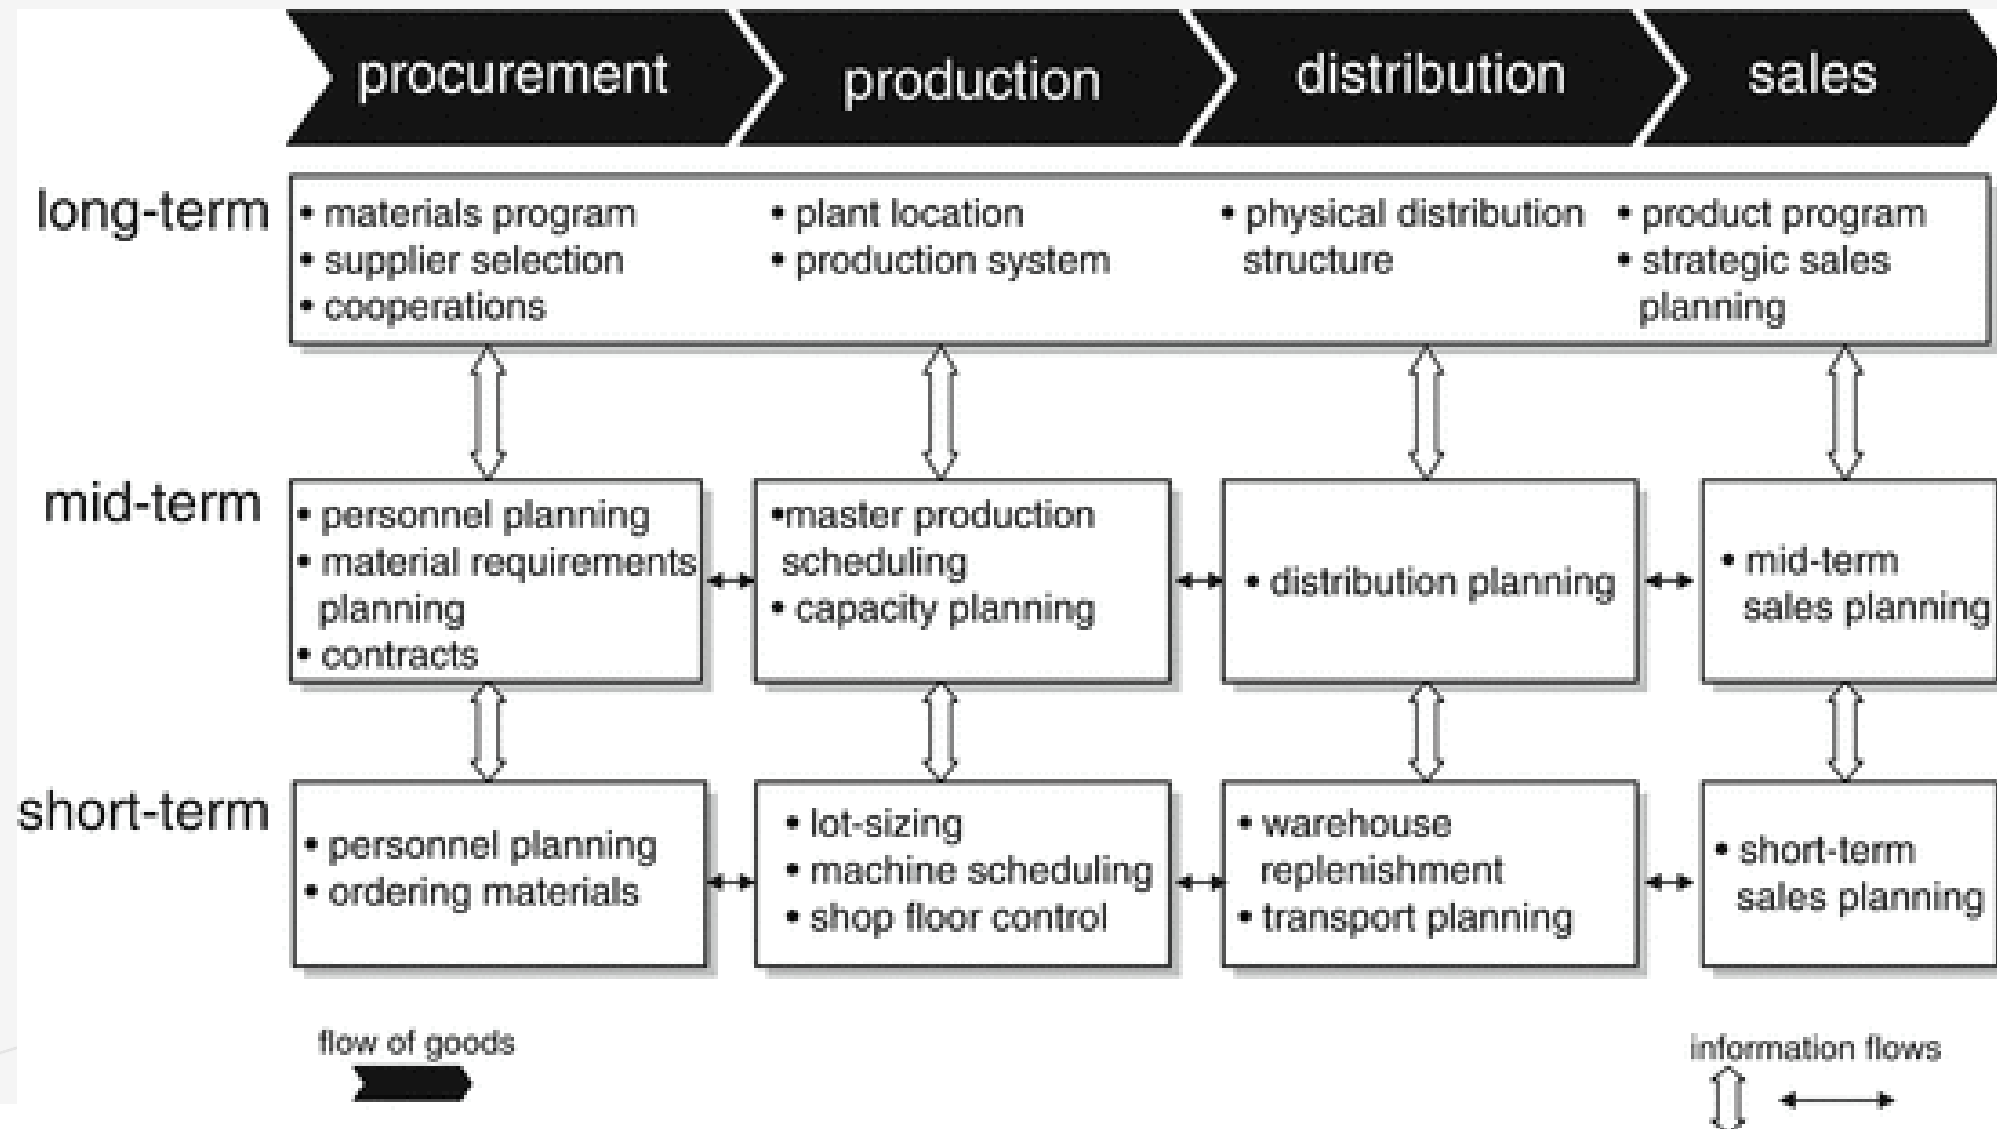 procurement
production
distribution
sales
long-term
• materials program
• supplier selection
• cooperations
• plant location
• production system
• physical distribution
structure
• product program
• strategic sales
planning
mid-term
• personnel planning
• material requirements
planning
• contracts
•master production
scheduling
• capacity planning
• distribution planning
• mid-term
sales planning
short-term
• personnel planning
• ordering materials
• lot-sizing
• machine scheduling
• shop floor control
• warehouse
replenishment
• transport planning
• short-term
sales planning
flow of goods
information flows